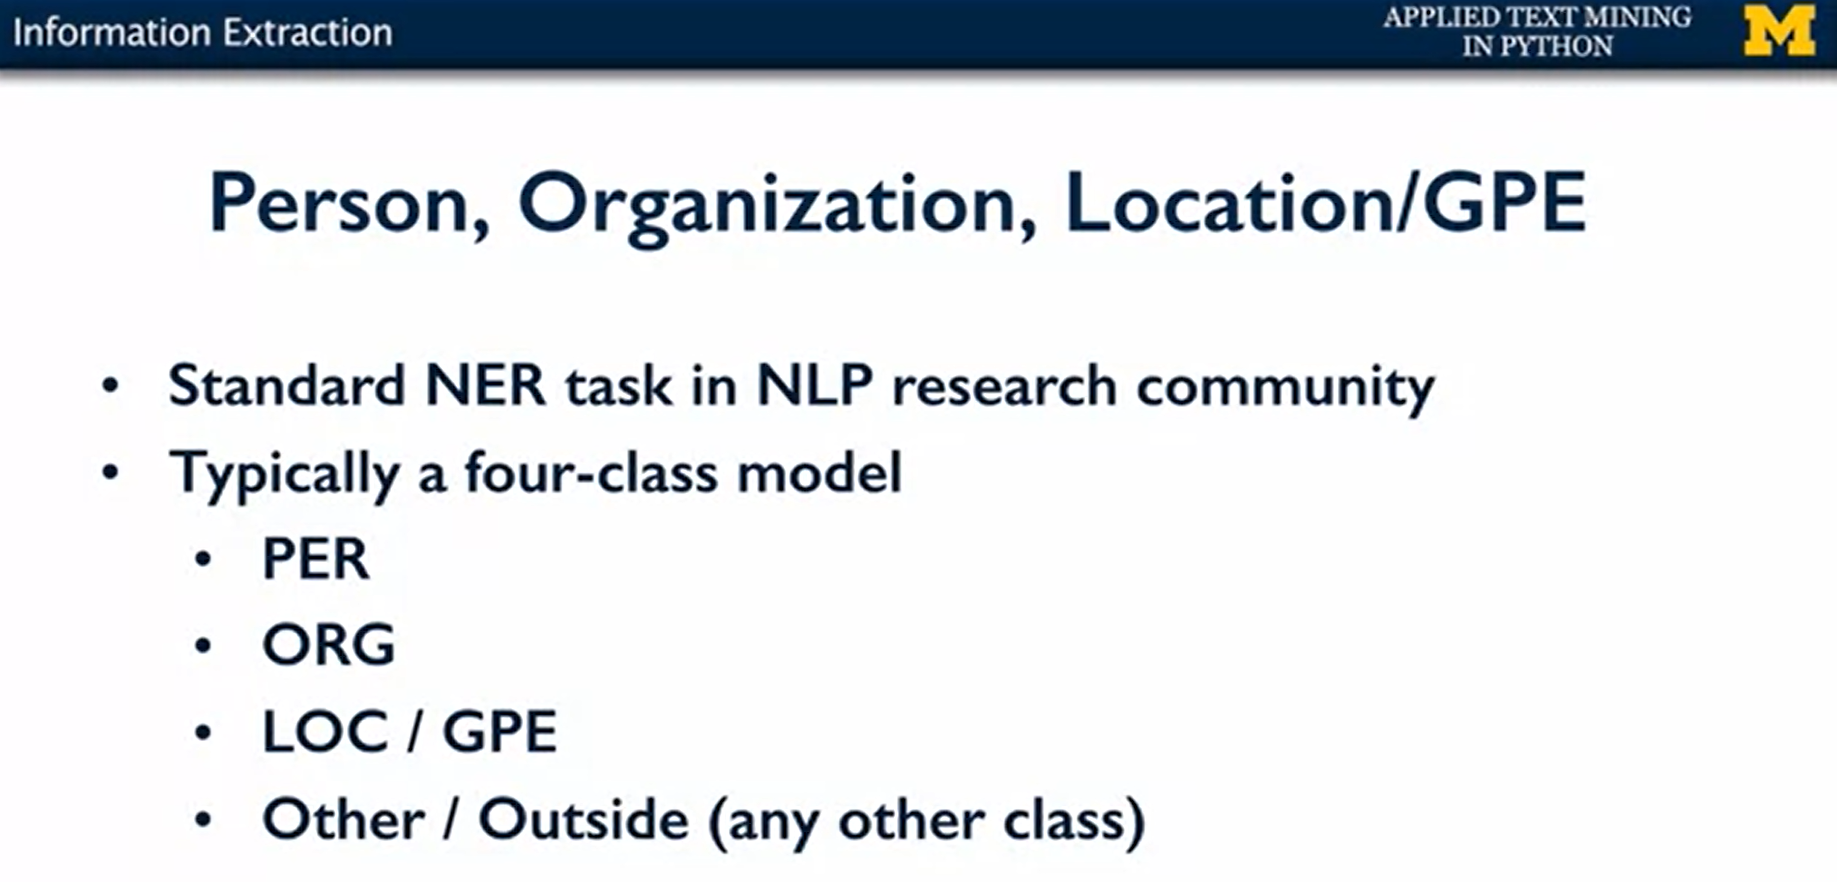 Information Extraction
APPLIED TEXT MINING
IN PYTHON
M
Person, Organization, Location/GPE
• Standard NER task in NLP research community
• Typically a four-class model
• PER
• ORG
• LOC / GPE
• Other / Outside (any other class)